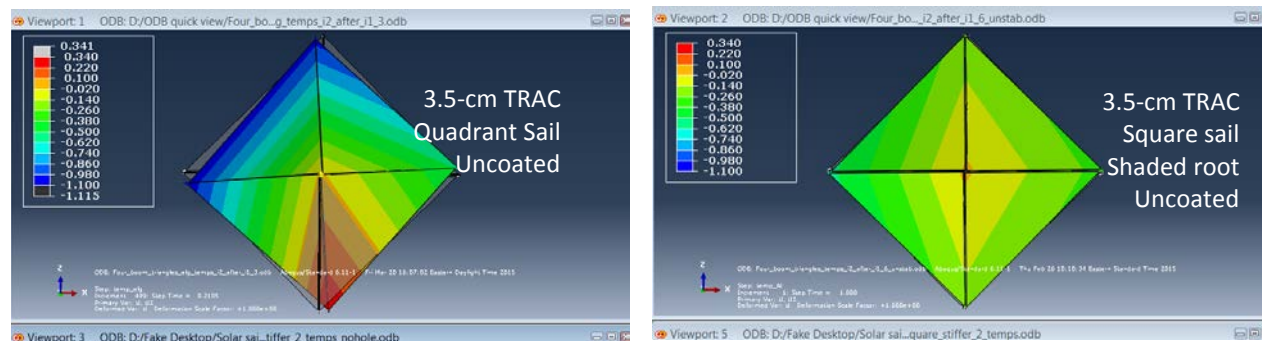 Viewport: 1 ODB: D:/ODB quick view/Four_bo...g_temps_i2_after_i1_3.odb
0.341
0.340
0.220
0.100
-0.020
-0.140
-0.260
-0.380
-0.500
-0.620
-0.740
-0.860
-0.980
-1.100
-1.115
3.5-cm TRAC
Quadrant Sail
Uncoated
Z
X
Viewport: 3 ODB: D:/Fake Desktop/Solar sai...tiffer_2_temps_nohole.odb
Viewport: 2 ODB: D:/ODB quick view/Four_bo..._i2_after_i1_6_unstab.odb
0.340
0.220
0.100
-0.020
-0.140
-0.260
-0.380
-0.500
-0.620
-0.740
-0.860
-0.980
-1.100
3.5-cm TRAC
Square sail
Shaded root
Uncoated
Z
X
Viewport: 5 ODB: D:/Fake Desktop/Solar sai...quare_stiffer_2_temps.odb